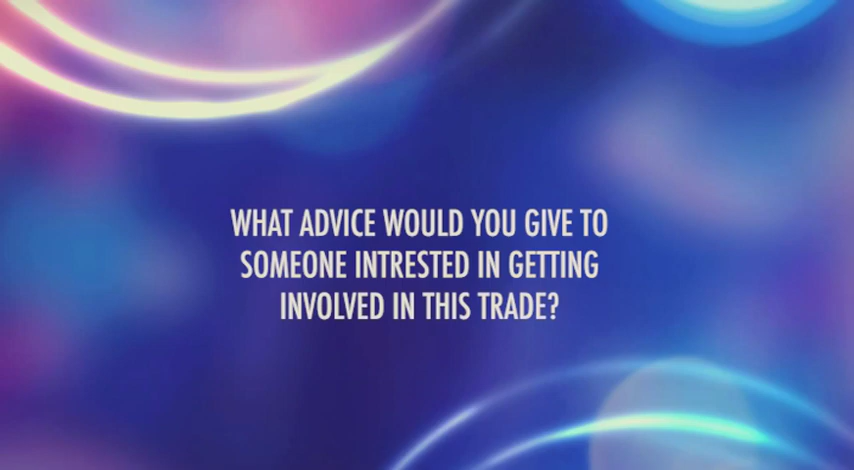 WHAT ADVICE WOULD YOU GIVE TO
SOMEONE INTRESTED IN GETTING
INVOLVED IN THIS TRADE?